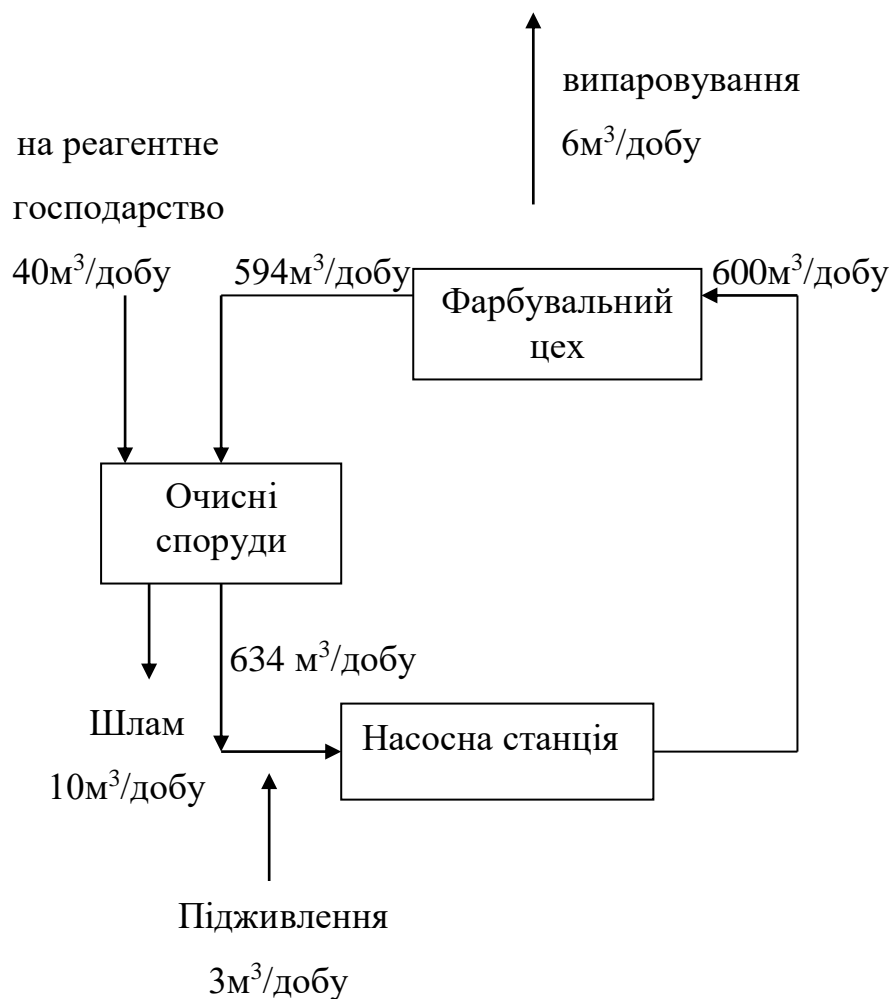 випаровування
6м³/добу
на реагентне
господарство
40м³/добу
594м³/добу
Фарбувальний
цех
600м³/добу
Очисні
споруди
634 м³/добу
Шлам
10м³/добу
Насосна станція
Підживлення
3м³/добу